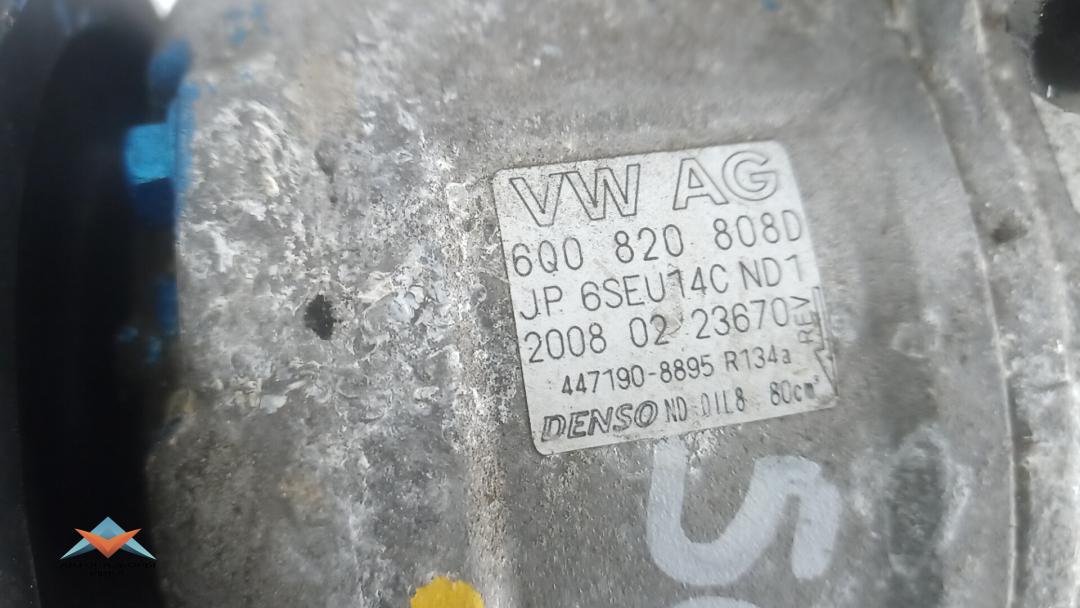 VW AG
6Q0 820 808D
JP 6SEU14C ND1
2008 02 23670
REV
447190-8895 R134a
DENSO ND-OIL8 80cm³
5